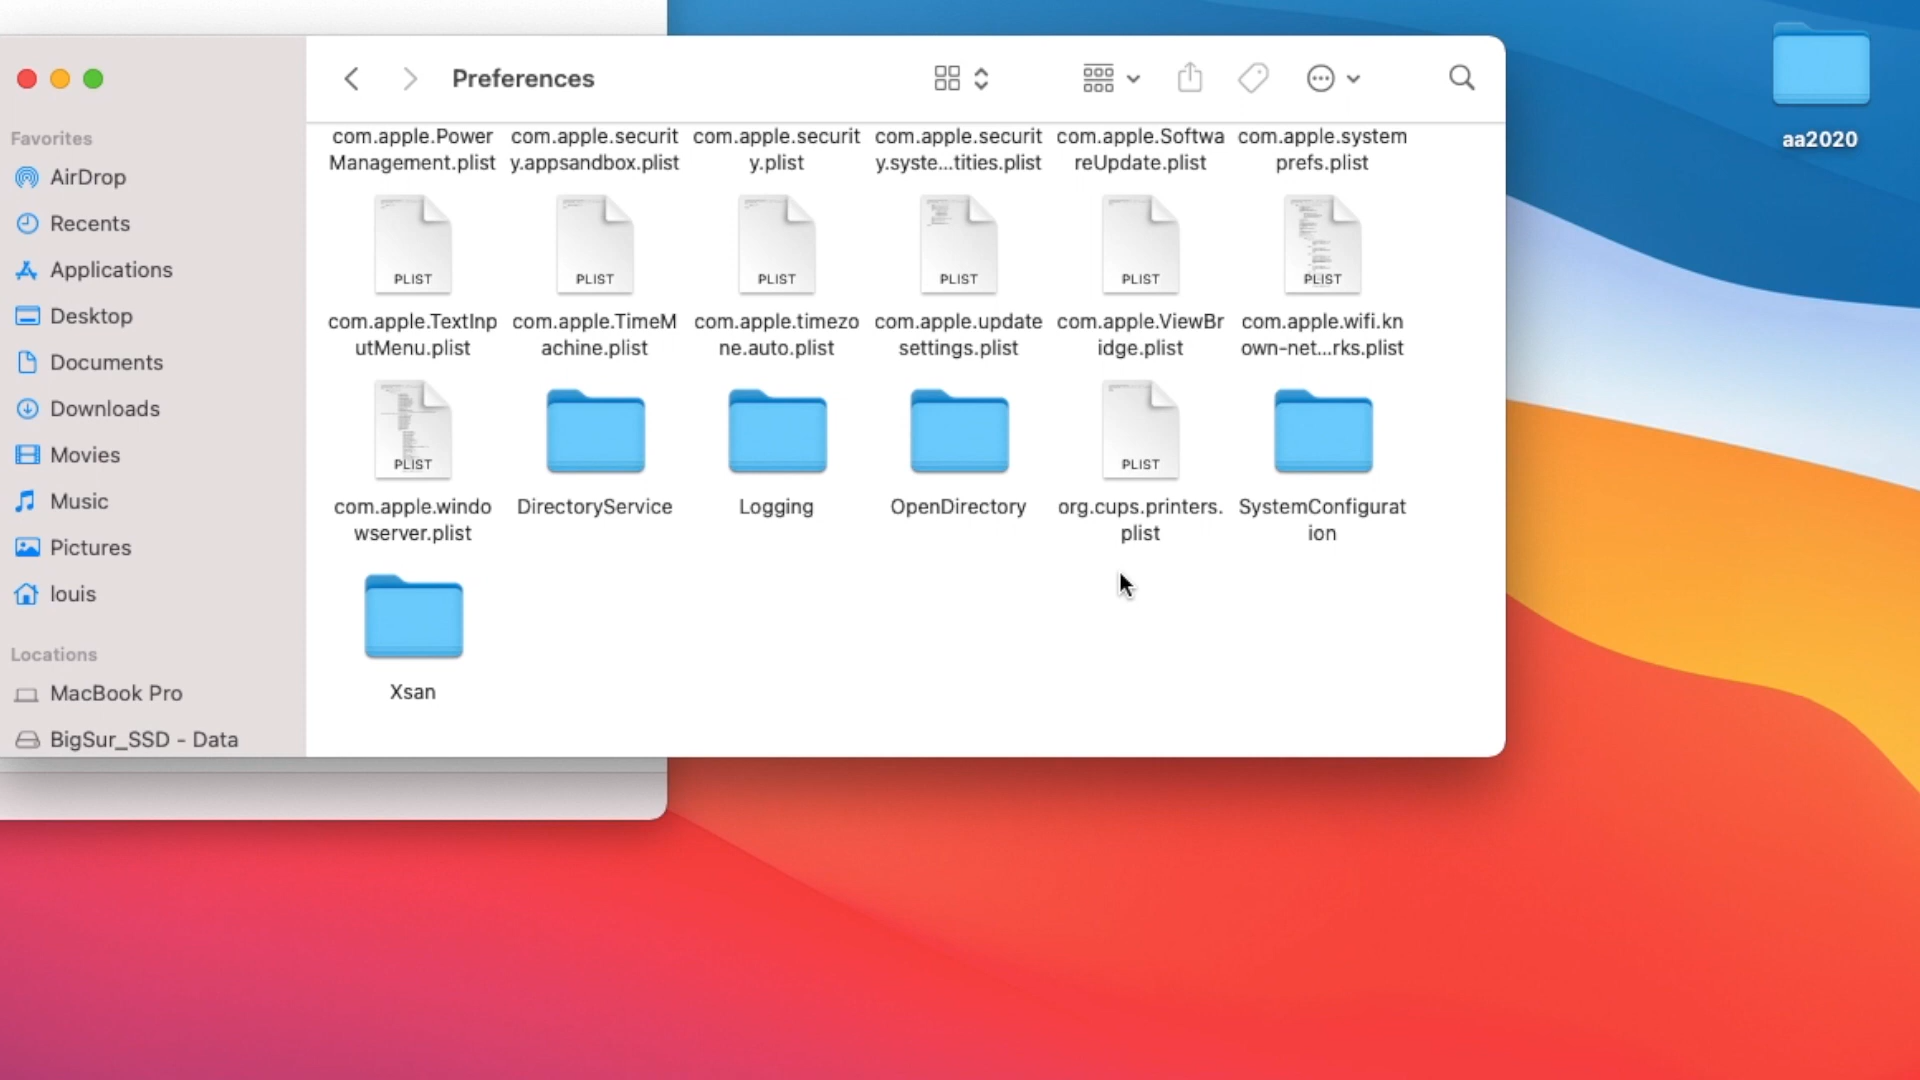 Preferences
aa2020
Favorites
AirDrop
Recents
Applications
Desktop
Documents
Downloads
Movies
Music
Pictures
louis
Locations
MacBook Pro
BigSur_SSD - Data
com.apple.Power
Management.plist
com.apple.securit
y.appsandbox.plist
com.apple.securit
y.plist
com.apple.securit
y.syste...tities.plist
com.apple.Softwa
reUpdate.plist
com.apple.system
prefs.plist
PLIST
PLIST
PLIST
PLIST
PLIST
PLIST
com.apple.TextInp
utMenu.plist
com.apple.TimeM
achine.plist
com.apple.timezo
ne.auto.plist
com.apple.update
settings.plist
com.apple.ViewBr
idge.plist
com.apple.wifi.kn
own-net...rks.plist
PLIST
PLIST
com.apple.windo
wserver.plist
DirectoryService
Logging
OpenDirectory
org.cups.printers.
plist
SystemConfigurat
ion
Xsan